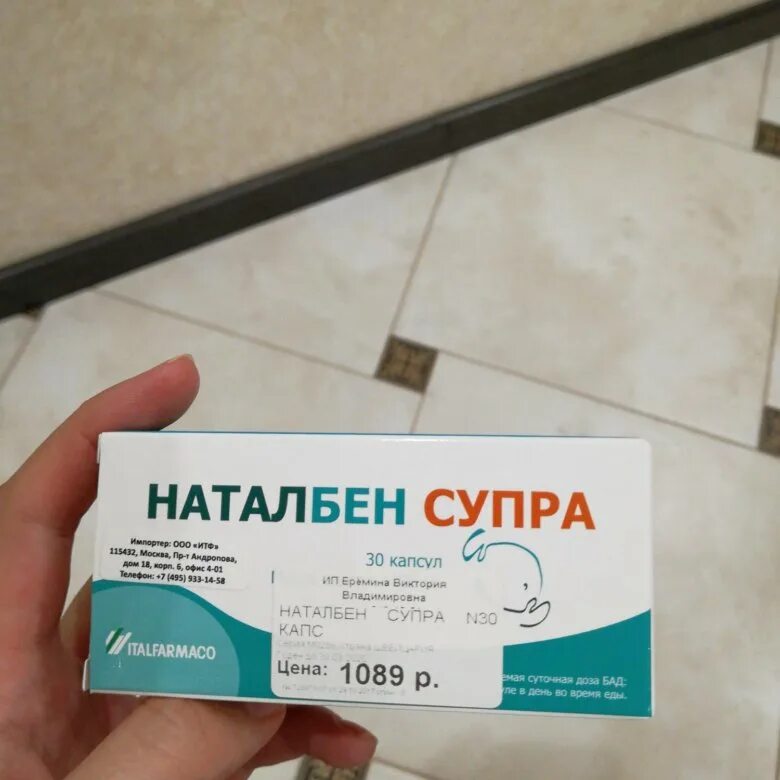 НАТАЛБЕН СУПРА
30 капсул
Импортер: ООО «ИТФ»
115432, Москва, Пр-т Андропова,
дом 18, корп. 6, офис 4-01
Телефон: +7 (495) 933-14-58
ITALFARMACO
ИП Еремина Виктория
Владимировна
НАТАЛБЕН СУПРА N30
КАПС
Цена: 1089 р.
суточная доза БАД:
в день во время еды.